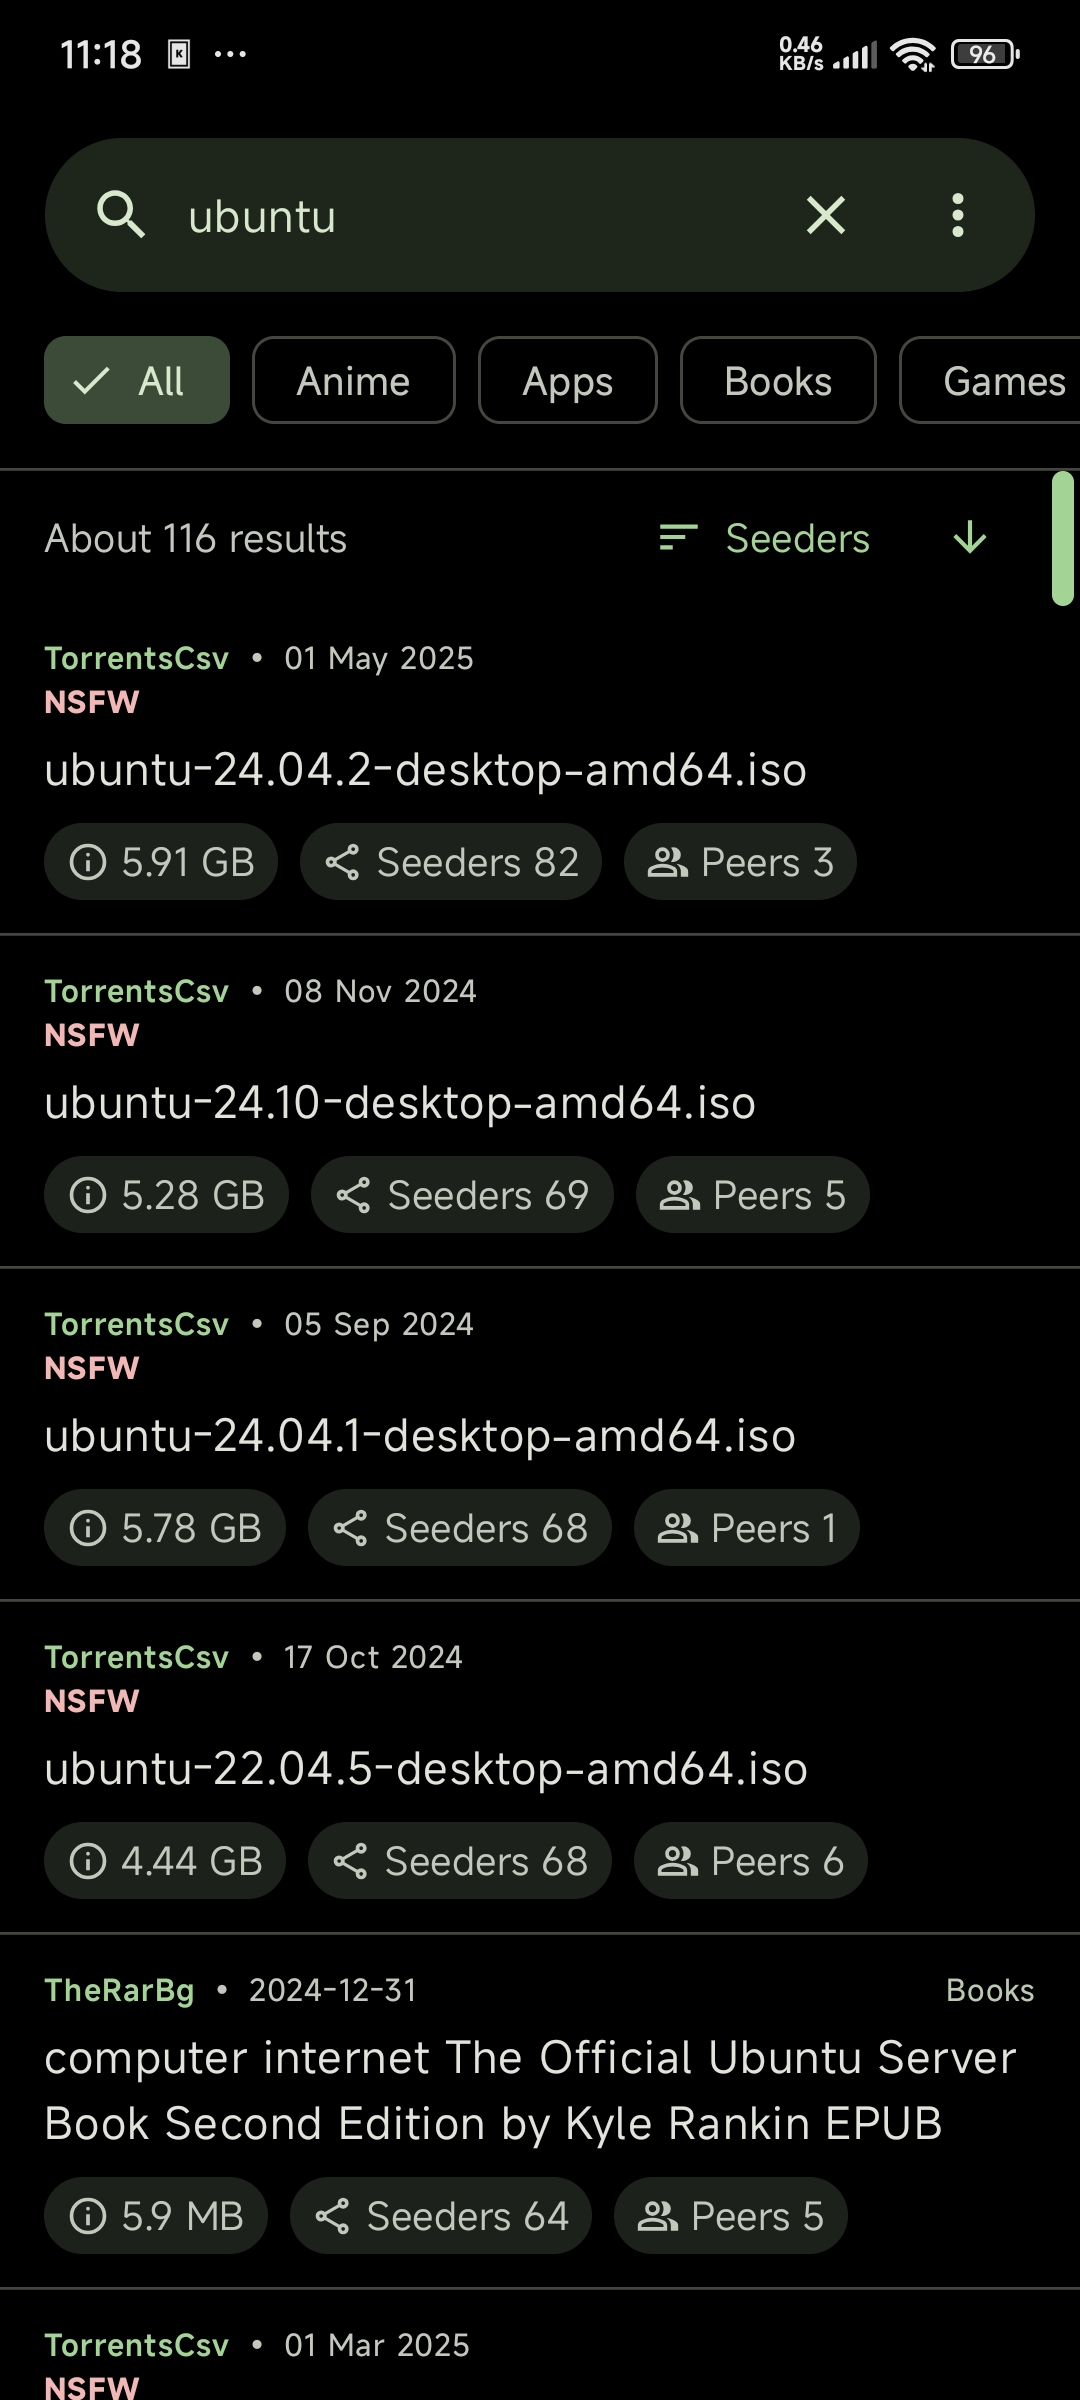 11:18 K ... 0.46 KB/s 96
ubuntu
All Anime Apps Books Games
About 116 results Seeders
TorrentsCsv • 01 May 2025
NSFW
ubuntu-24.04.2-desktop-amd64.iso
5.91 GB Seeders 82 Peers 3
TorrentsCsv • 08 Nov 2024
NSFW
ubuntu-24.10-desktop-amd64.iso
5.28 GB Seeders 69 Peers 5
TorrentsCsv • 05 Sep 2024
NSFW
ubuntu-24.04.1-desktop-amd64.iso
5.78 GB Seeders 68 Peers 1
TorrentsCsv • 17 Oct 2024
NSFW
ubuntu-22.04.5-desktop-amd64.iso
4.44 GB Seeders 68 Peers 6
TheRarBg • 2024-12-31 Books
computer internet The Official Ubuntu Server
Book Second Edition by Kyle Rankin EPUB
5.9 MB Seeders 64 Peers 5
TorrentsCsv • 01 Mar 2025
NSFW